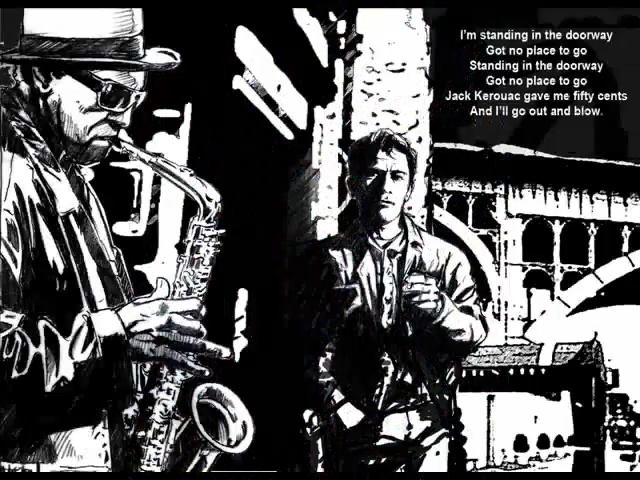 I'm standing in the doorway
Got no place to go
Standing in the doorway
Got no place to go
Jack Kerouac gave me fifty cents
And I'll go out and blow.